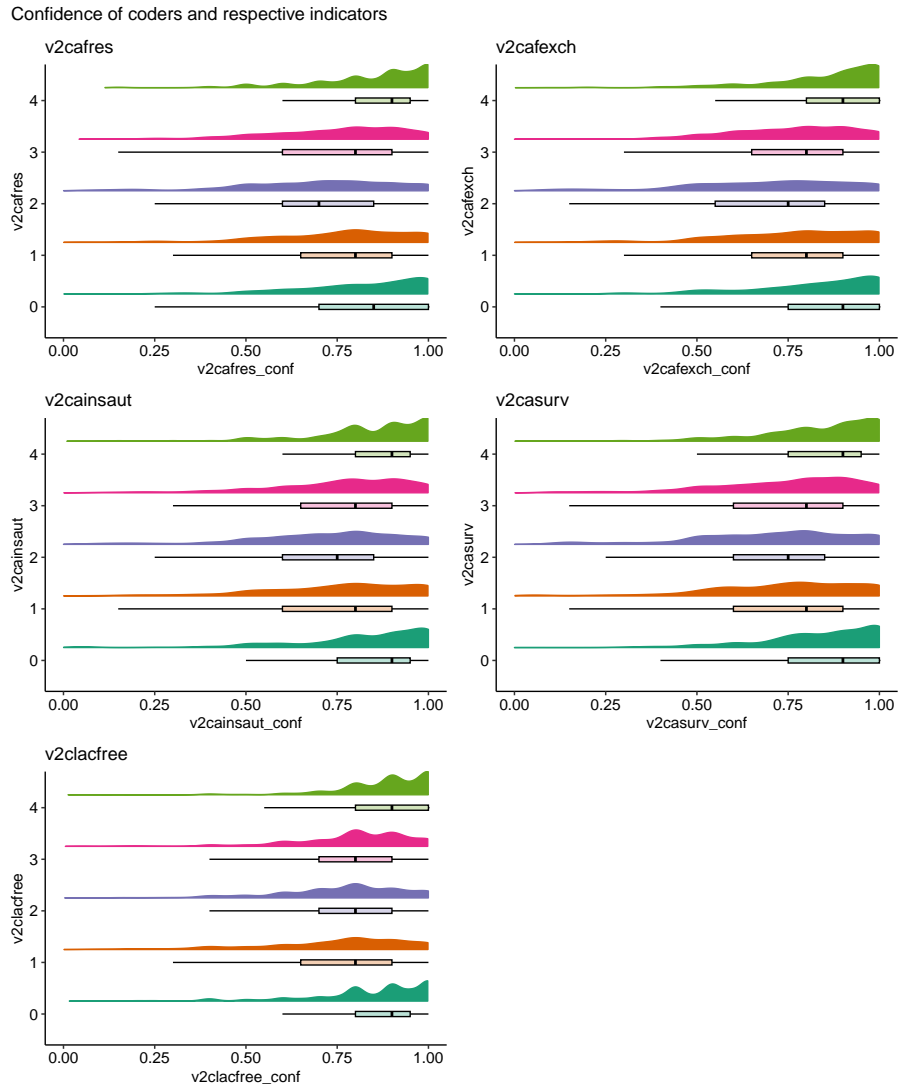 Confidence of coders and respective indicators
v2cafres
4
3
2
1
0
v2cafres
0.00 0.25 0.50 0.75 1.00
v2cafres_conf
v2cafexch
4
3
2
1
0
v2cafexch
0.00 0.25 0.50 0.75 1.00
v2cafexch_conf
v2cainsaut
4
3
2
1
0
v2cainsaut
0.00 0.25 0.50 0.75 1.00
v2cainsaut_conf
v2casurv
4
3
2
1
0
v2casurv
0.00 0.25 0.50 0.75 1.00
v2casurv_conf
v2clacfree
4
3
2
1
0
v2clacfree
0.00 0.25 0.50 0.75 1.00
v2clacfree_conf